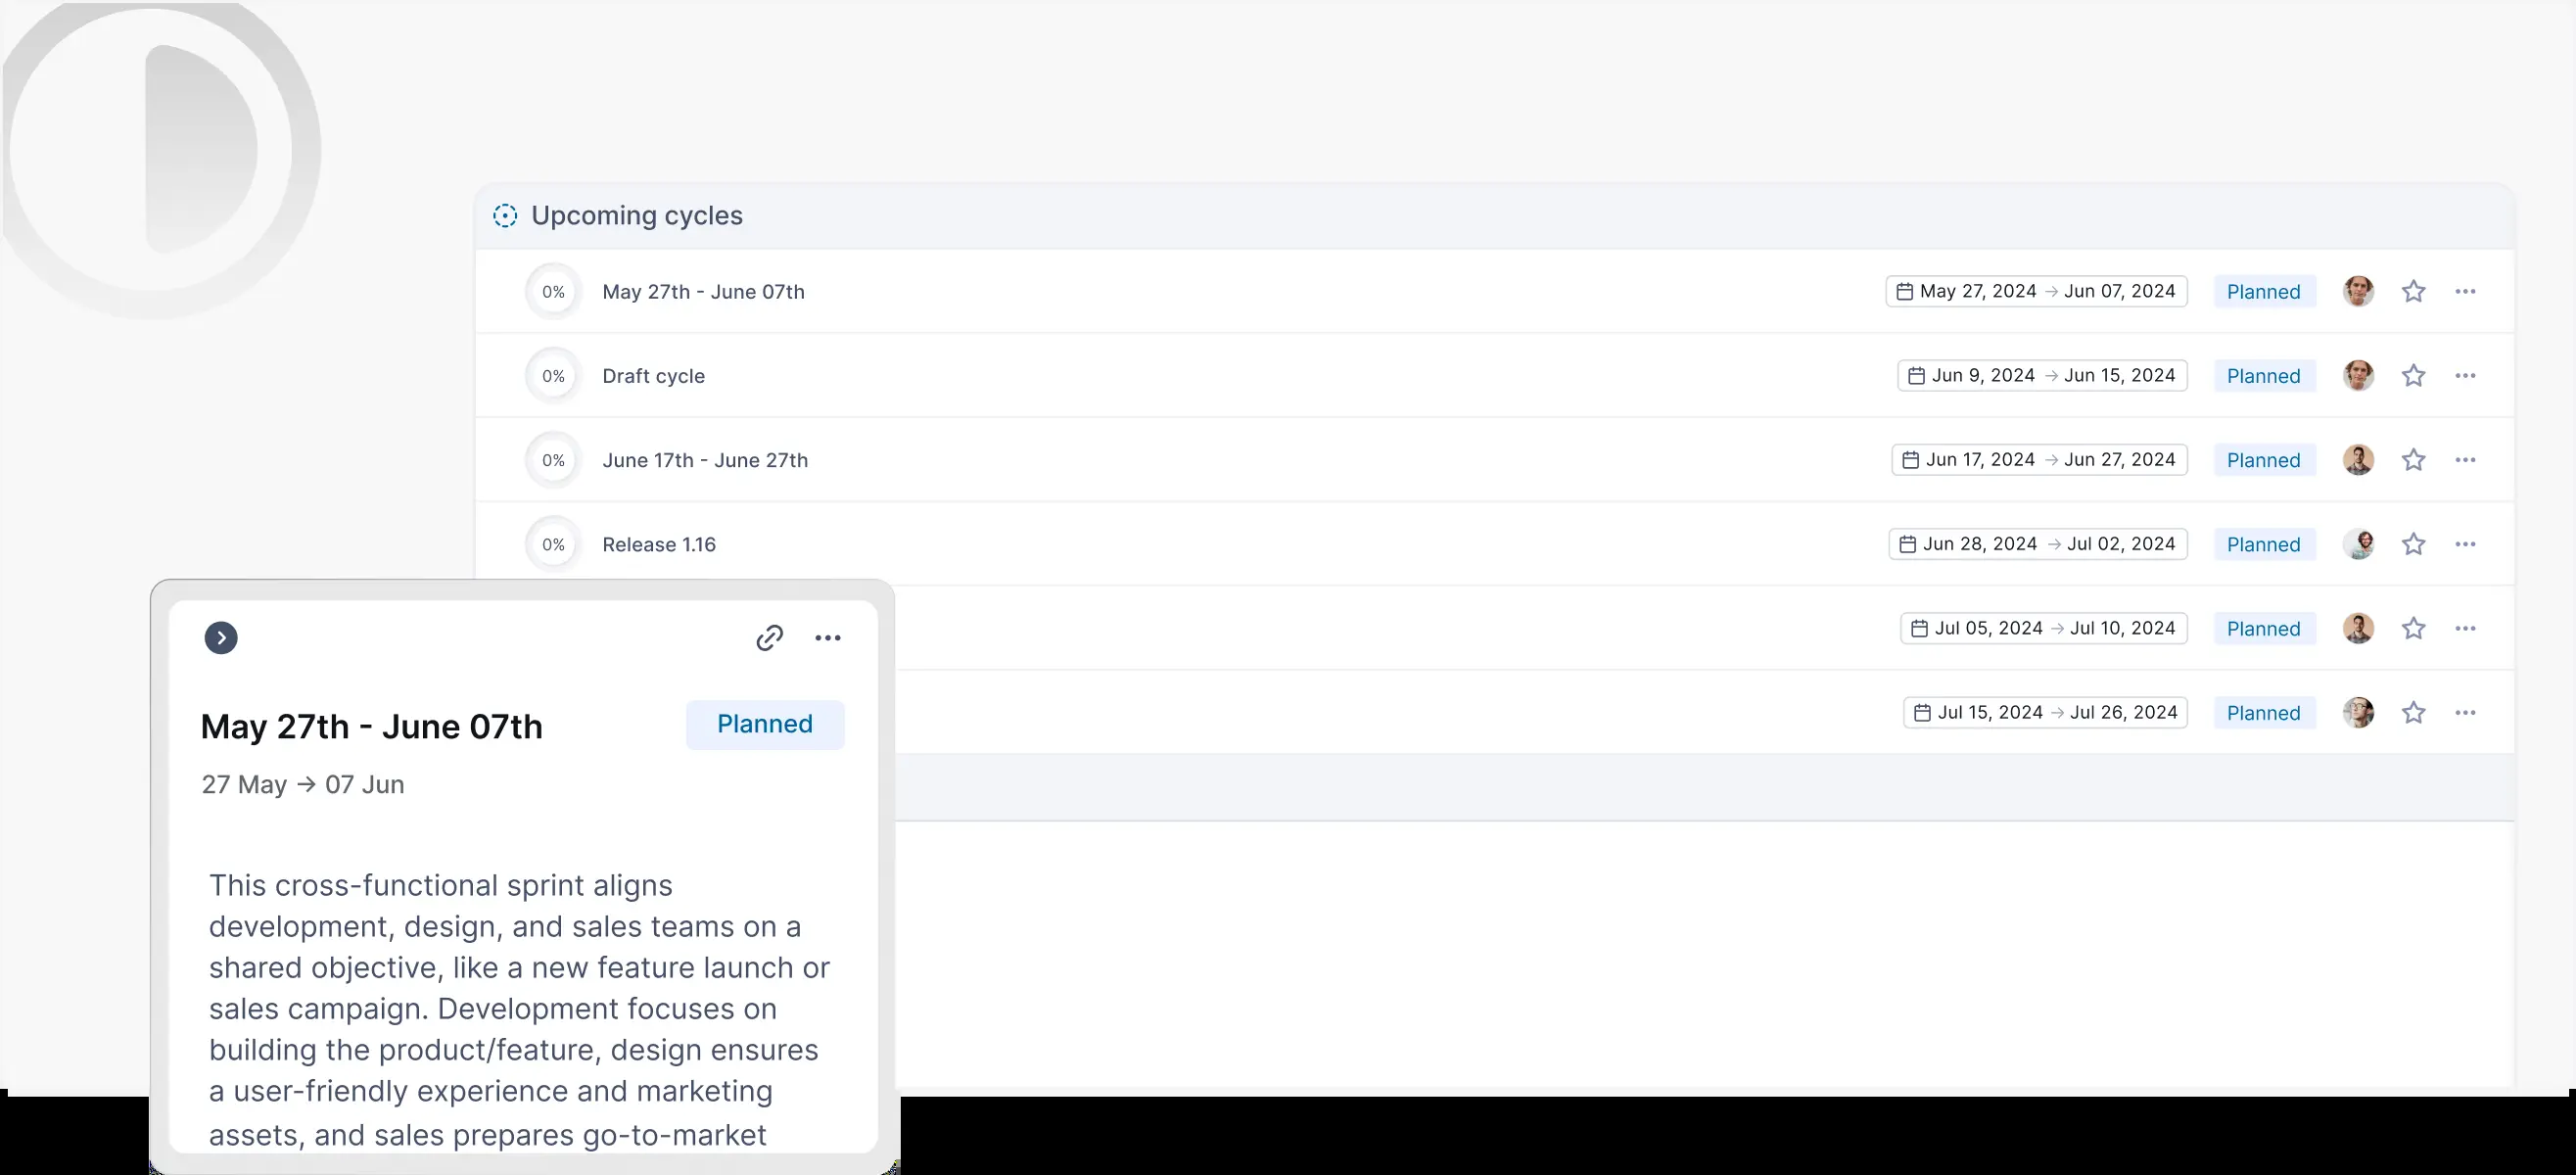 Upcoming cycles
0% May 27th - June 07th May 27, 2024 → Jun 07, 2024 Planned
0% Draft cycle Jun 9, 2024 → Jun 15, 2024 Planned
0% June 17th - June 27th Jun 17, 2024 → Jun 27, 2024 Planned
0% Release 1.16 Jun 28, 2024 → Jul 02, 2024 Planned
Jul 05, 2024 → Jul 10, 2024 Planned
Jul 15, 2024 → Jul 26, 2024 Planned
May 27th - June 07th Planned
27 May → 07 Jun
This cross-functional sprint aligns
development, design, and sales teams on a
shared objective, like a new feature launch or
sales campaign. Development focuses on
building the product/feature, design ensures
a user-friendly experience and marketing
assets, and sales prepares go-to-market